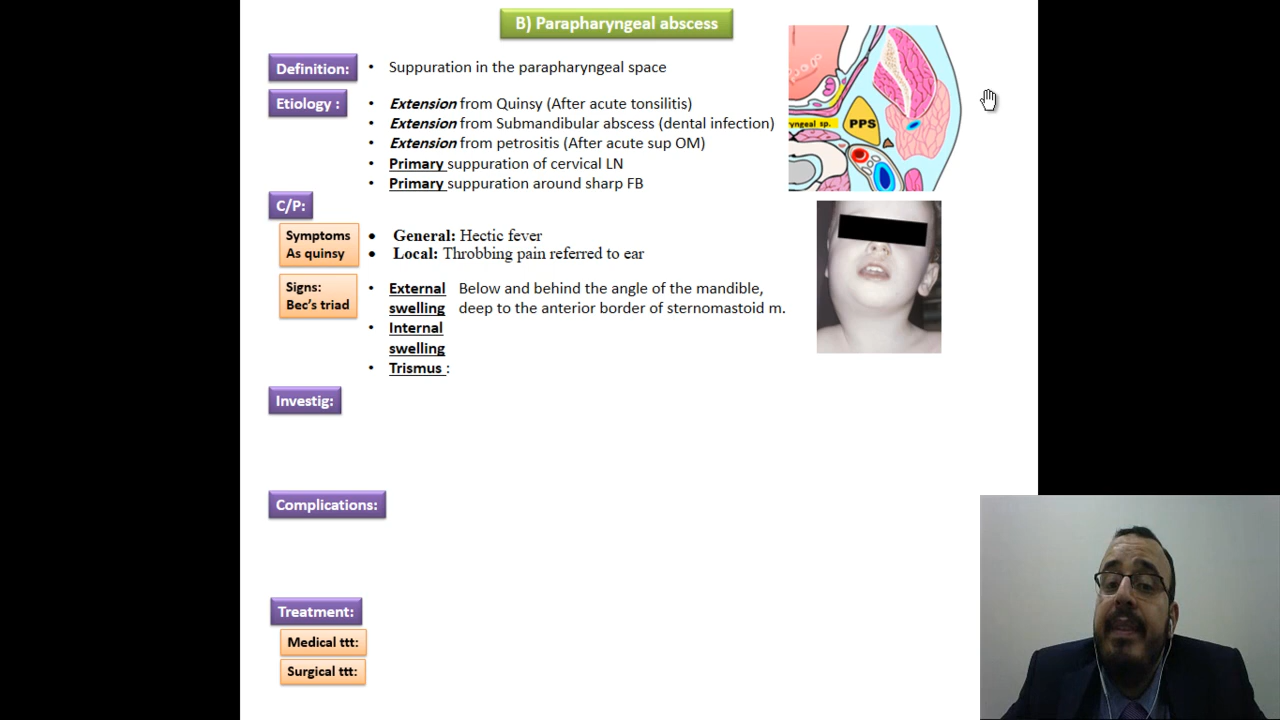 B) Parapharyngeal abscess
Definition:
• Suppuration in the parapharyngeal space
Etiology :
• Extension from Quinsy (After acute tonsilitis)
• Extension from Submandibular abscess (dental infection)
• Extension from petrositis (After acute sup OM)
• Primary suppuration of cervical LN
• Primary suppuration around sharp FB
yngeal sp.
PPS
C/P:
Symptoms
As quinsy
• General: Hectic fever
• Local: Throbbing pain referred to ear
Signs:
Bec's triad
• External swelling Below and behind the angle of the mandible,
deep to the anterior border of sternomastoid m.
• Internal
swelling
• Trismus :
Investig:
Complications:
Treatment:
Medical ttt:
Surgical ttt: